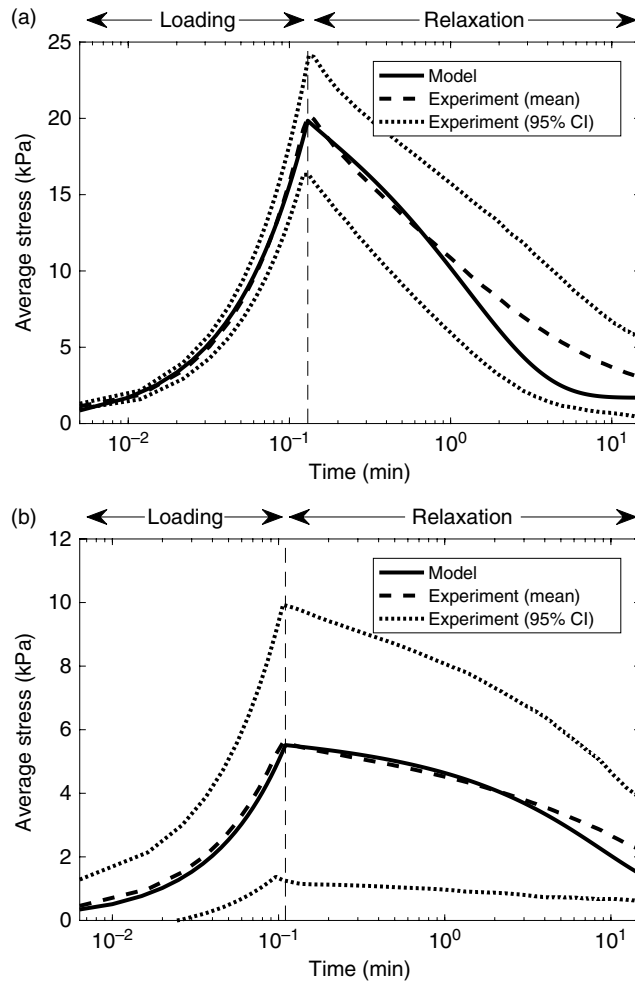 (a)
Loading
Relaxation
25
20
15
10
5
0
Average stress (kPa)
Model
Experiment (mean)
Experiment (95% CI)
10⁻² 10⁻¹ 10⁰ 10¹
Time (min)
(b)
Loading
Relaxation
12
10
8
6
4
2
0
Average stress (kPa)
Model
Experiment (mean)
Experiment (95% CI)
10⁻² 10⁻¹ 10⁰ 10¹
Time (min)